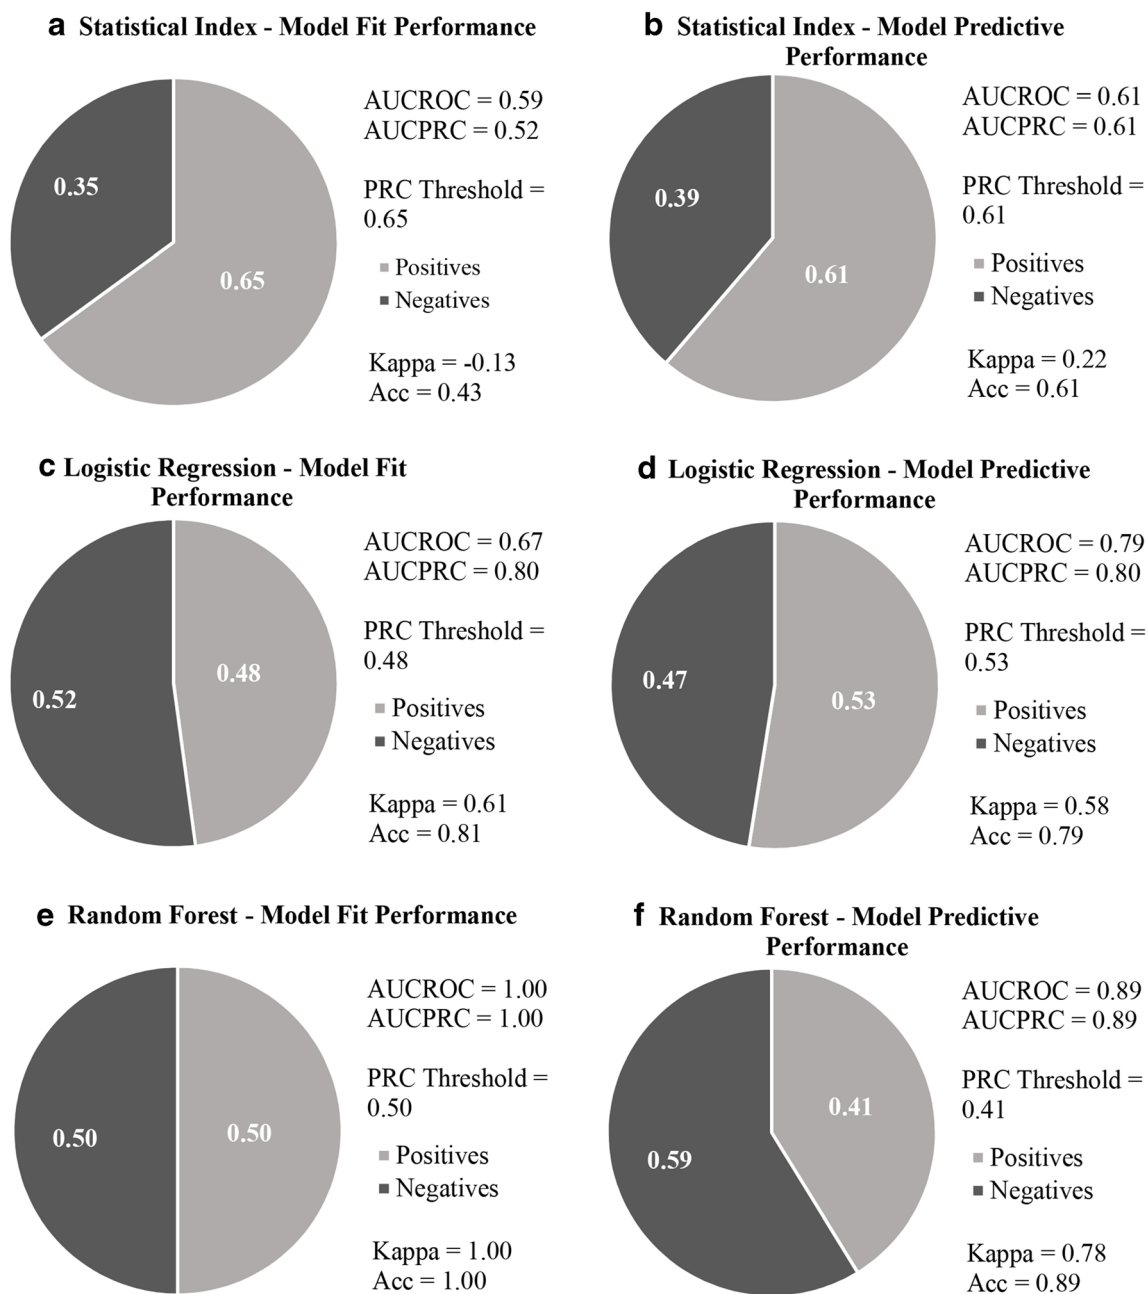 a Statistical Index - Model Fit Performance
AUCROC = 0.59
AUCPRC = 0.52
PRC Threshold =
0.65
Positives
Negatives
Kappa = -0.13
Acc = 0.43
0.35
0.65
b Statistical Index - Model Predictive
Performance
AUCROC = 0.61
AUCPRC = 0.61
PRC Threshold =
0.61
Positives
Negatives
Kappa = 0.22
Acc = 0.61
0.39
0.61
c Logistic Regression - Model Fit
Performance
AUCROC = 0.67
AUCPRC = 0.80
PRC Threshold =
0.48
Positives
Negatives
Kappa = 0.61
Acc = 0.81
0.52
0.48
d Logistic Regression - Model Predictive
Performance
AUCROC = 0.79
AUCPRC = 0.80
PRC Threshold =
0.53
Positives
Negatives
Kappa = 0.58
Acc = 0.79
0.47
0.53
e Random Forest - Model Fit Performance
AUCROC = 1.00
AUCPRC = 1.00
PRC Threshold =
0.50
Positives
Negatives
Kappa = 1.00
Acc = 1.00
0.50
0.50
f Random Forest - Model Predictive
Performance
AUCROC = 0.89
AUCPRC = 0.89
PRC Threshold =
0.41
Positives
Negatives
Kappa = 0.78
Acc = 0.89
0.59
0.41